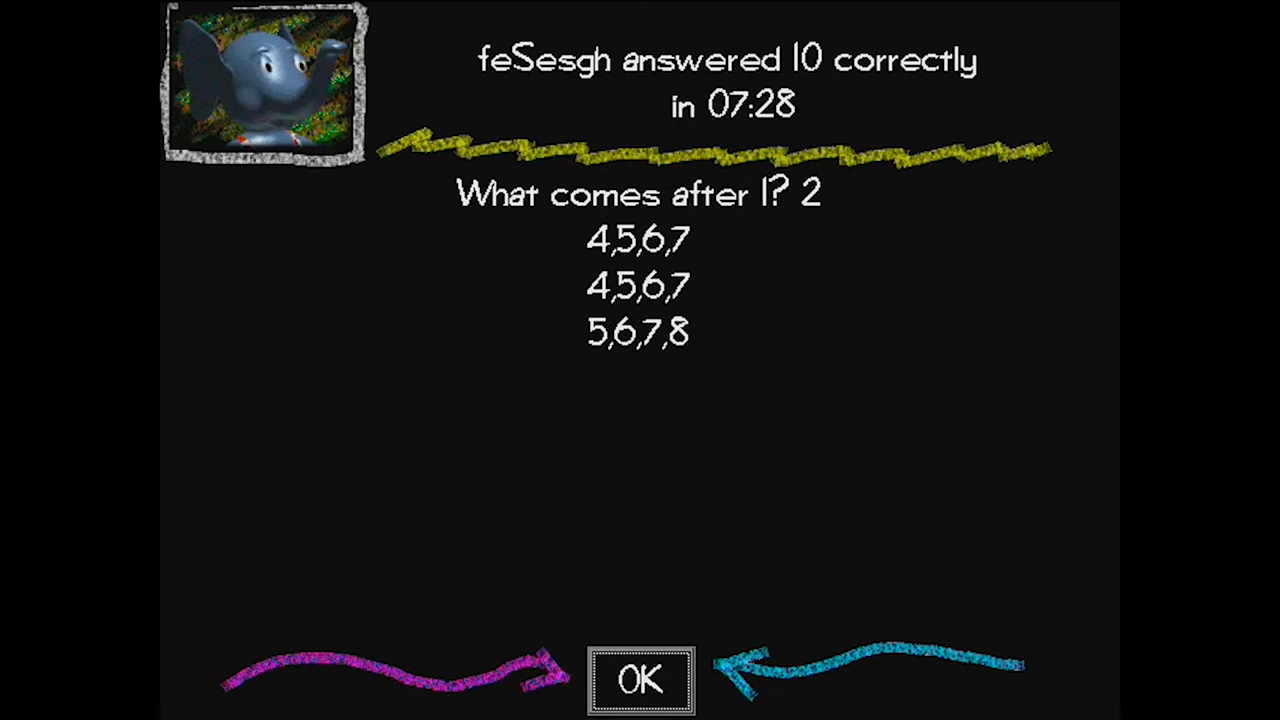 feSesgh answered 10 correctly
in 07:28
What comes after 1? 2
4,5,6,7
4,5,6,7
5,6,7,8
OK